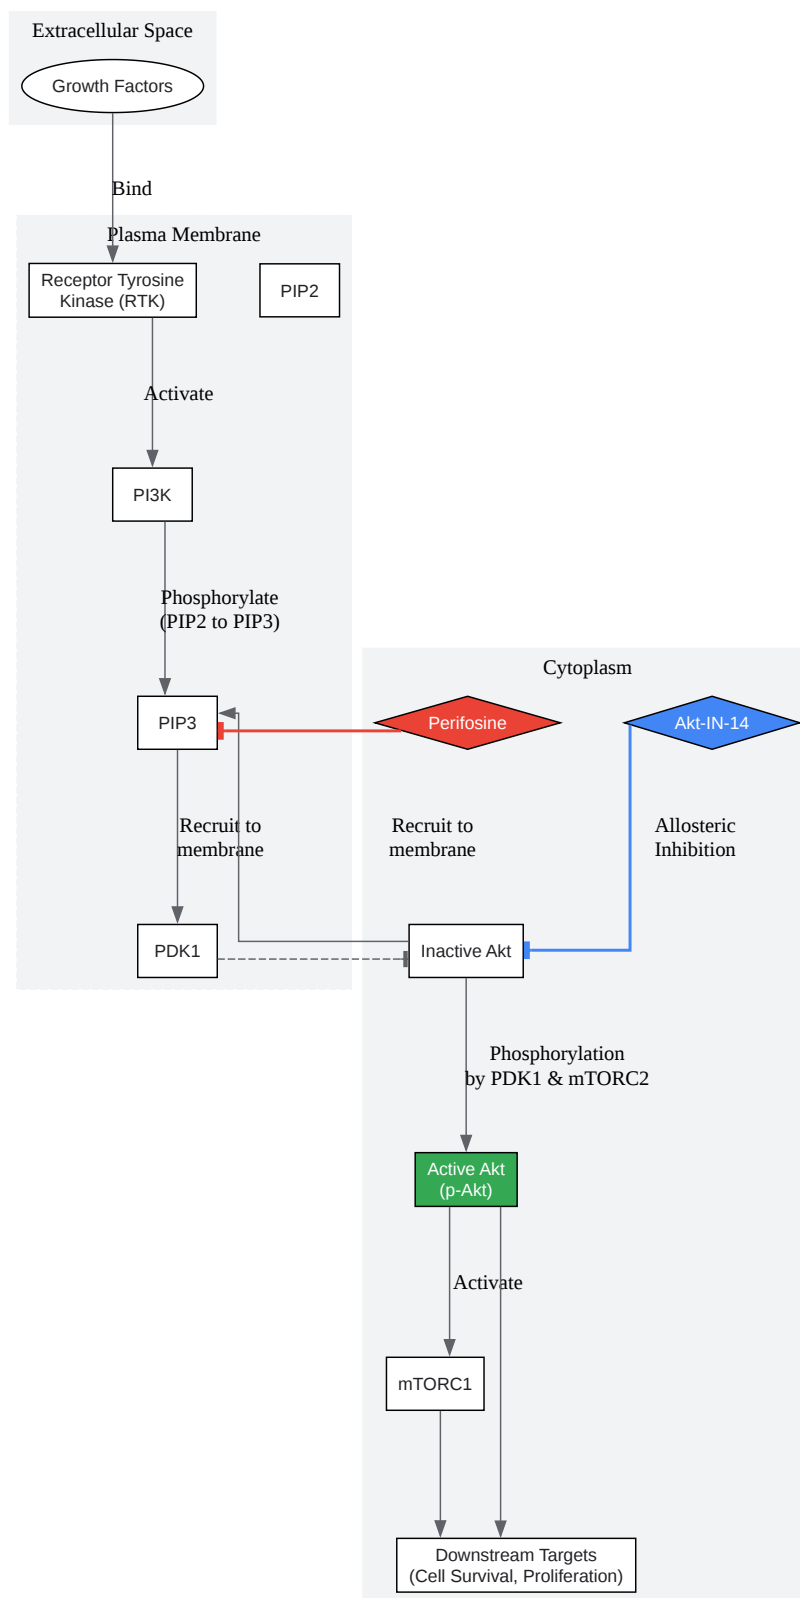 Extracellular Space
Growth Factors
Bind
Plasma Membrane
Receptor Tyrosine
Kinase (RTK)
PIP2
Activate
PI3K
Phosphorylate
(PIP2 to PIP3)
Cytoplasm
PIP3
Perifosine
Akt-IN-14
Recruit to
membrane
Recruit to
membrane
Allosteric
Inhibition
PDK1
Inactive Akt
Phosphorylation
by PDK1 & mTORC2
Active Akt
(p-Akt)
Activate
mTORC1
Downstream Targets
(Cell Survival, Proliferation)